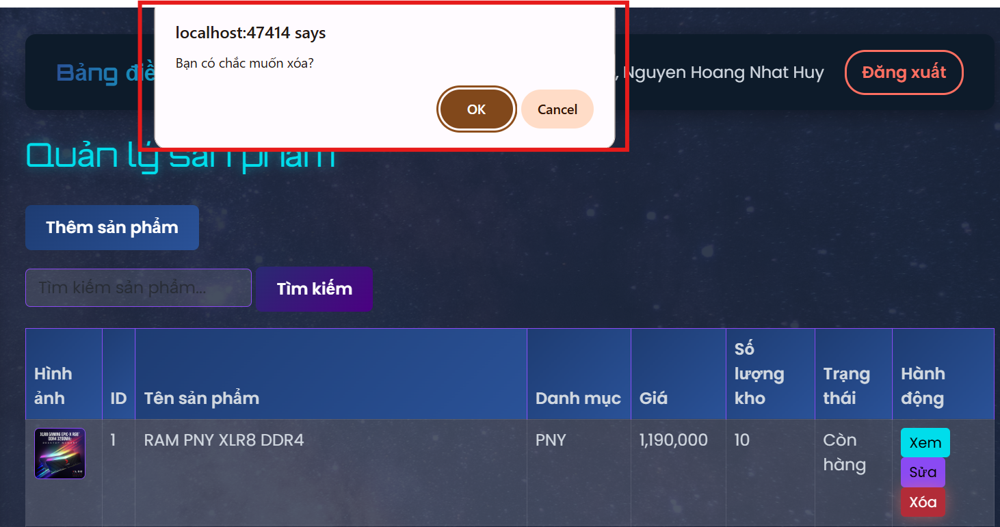 localhost:47414 says
Bạn có chắc muốn xóa?
OK
Cancel
Bảng điề
, Nguyen Hoang Nhat Huy
Đăng xuất
Quản lý sản phẩm
Thêm sản phẩm
Tìm kiếm sản phẩm...
Tìm kiếm
Hình ảnh
ID
Tên sản phẩm
Danh mục
Giá
Số lượng kho
Trạng thái
Hành động
XLR8 GAMING EPIC-X RGB
DDR4 3200MHz
1
RAM PNY XLR8 DDR4
PNY
1,190,000
10
Còn hàng
Xem
Sửa
Xóa